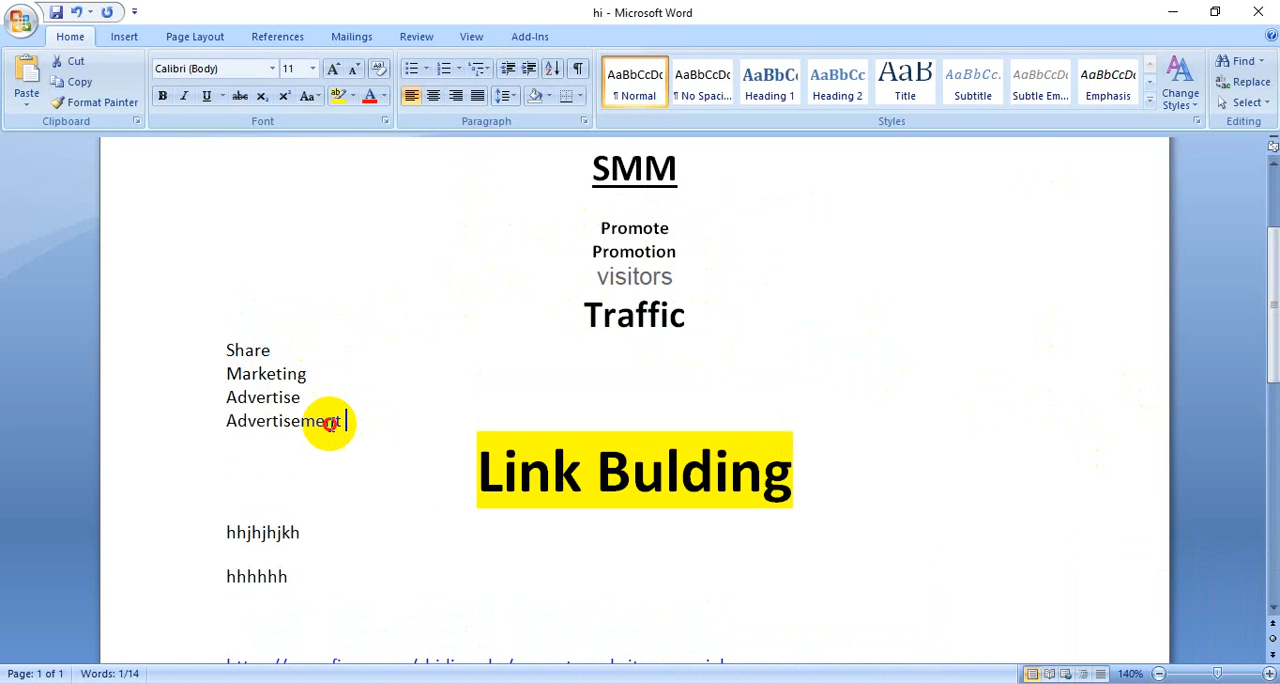 hi - Microsoft Word
Home Insert Page Layout References Mailings Review View Add-Ins
Paste
Cut
Copy
Format Painter
Clipboard
Calibri (Body) 11
Font
Paragraph
AaBbCcDc AaBbCcDc AaBbC AaBbCc AaB AaBbCc. AaBbCcDc AaBbCcDc
¶ Normal ¶ No Spaci... Heading 1 Heading 2 Title Subtitle Subtle Em... Emphasis
Change Styles
Styles
Find
Replace
Select
Editing
SMM
Promote
Promotion
visitors
Traffic
Share
Marketing
Advertise
Advertisement
Link Bulding
hhjhjhjkh
hhhhhh
Page: 1 of 1 Words: 1/14 140%